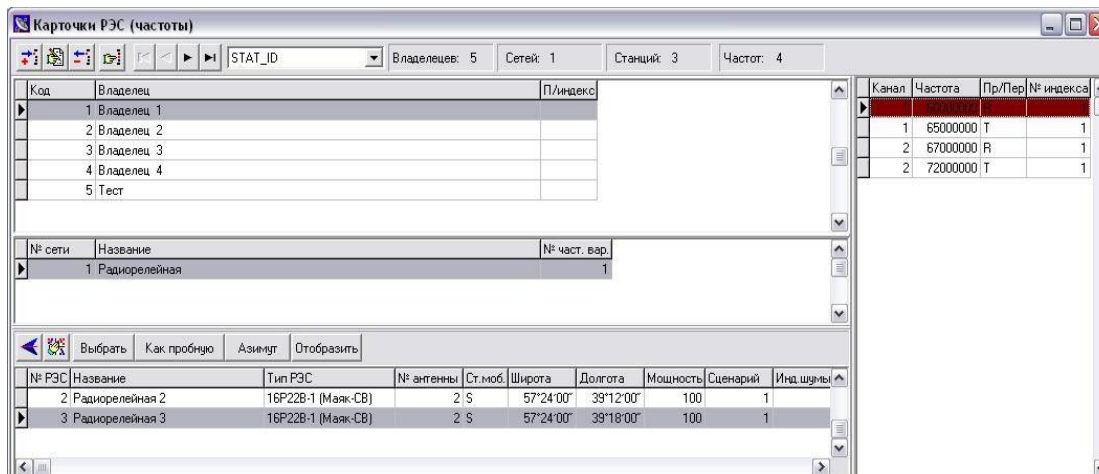 Карточки РЭС (частоты)
STAT_ID Владелецев: 5 Сетей: 1 Станций: 3 Частот: 4
Код Владелец П/индекс
1 Владелец 1
2 Владелец 2
3 Владелец 3
4 Владелец 4
5 Тест
№ сети Название № част. вар.
1 Радиорелейная 1
Выбрать Как пробную Азимут Отобразить
№ РЭС Название Тип РЭС № антенны Ст.моб. Широта Долгота Мощность Сценарий Инд.шумы
2 Радиорелейная 2 16Р22В-1 (Маяк-СВ) 2 S 57°24'00" 39°12'00" 100 1
3 Радиорелейная 3 16Р22В-1 (Маяк-СВ) 2 S 57°24'00" 39°18'00" 100 1
Канал Частота Пр/Пер № индекса
1 60000000 R 1
1 65000000 T 1
2 67000000 R 1
2 72000000 T 1